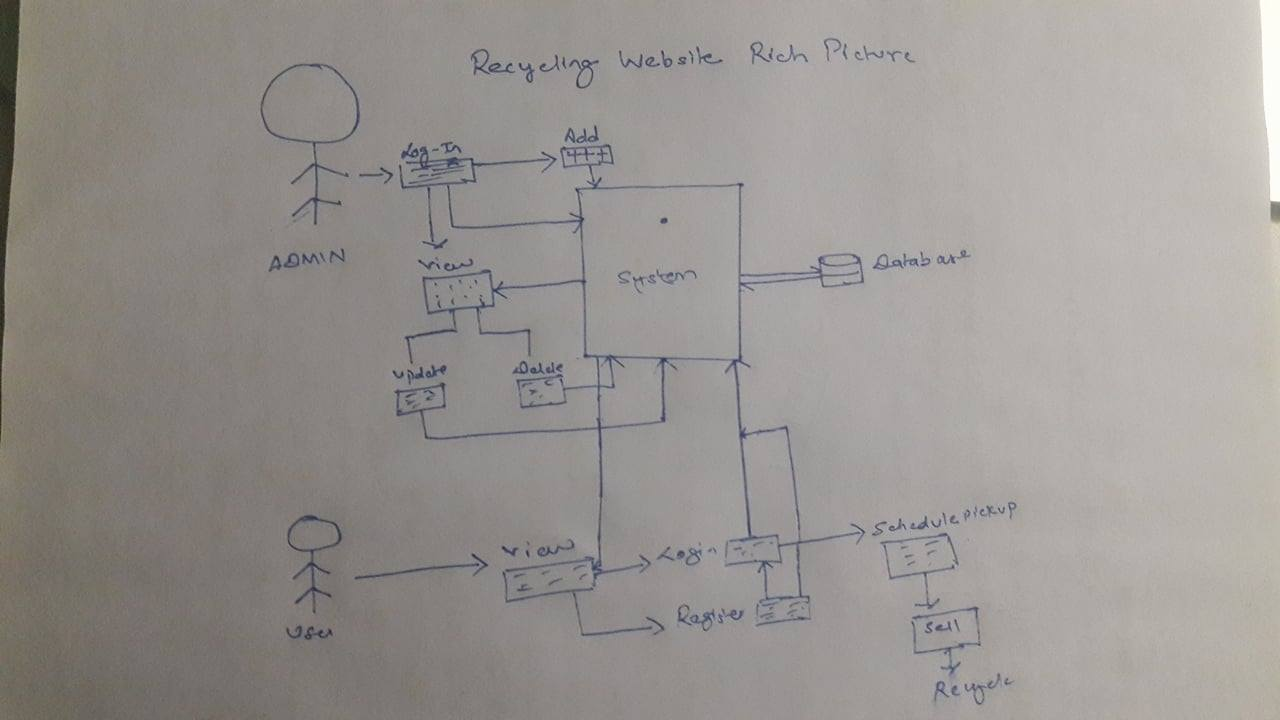 Recycling Website Rich Picture
Add
+++
Log-In
ADMIN
View
System
Database
Update
Delete
Schedule Pickup
View
Login
Register
User
Sell
Recycle